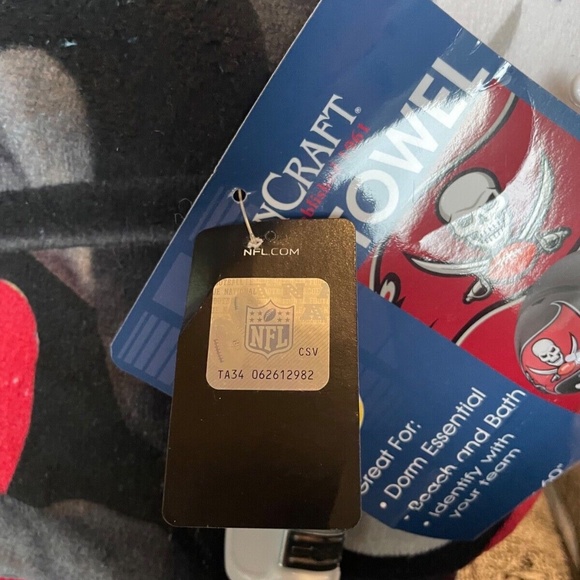 CRAFT
TOWEL
NFL.COM
NFL
CSV
TA34 062612982
Great For:
• Dorm Essential
• Beach and Bath
• Identify with
your team